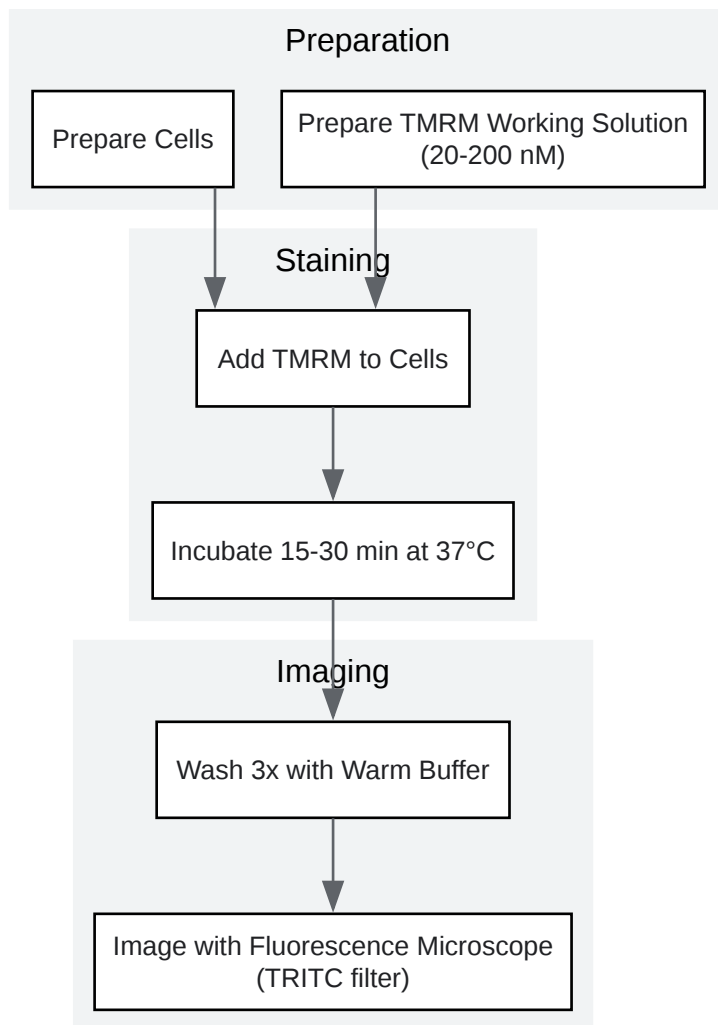 Preparation
Prepare Cells
Prepare TMRM Working Solution
(20-200 nM)
Staining
Add TMRM to Cells
Incubate 15-30 min at 37°C
Imaging
Wash 3x with Warm Buffer
Image with Fluorescence Microscope
(TRITC filter)